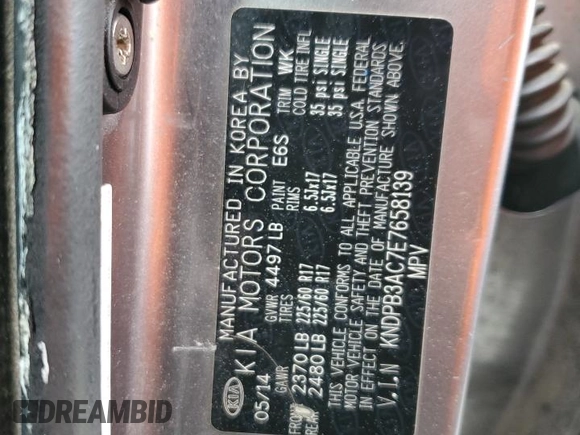 MANUFACTURED IN KOREA BY
KIA KIA MOTORS CORPORATION
05/14 GVWR 4497 LB PAINT E6S TRIM WK
GAWR TIRES RIMS COLD TIRE INFL.
FRONT 2370 LB 225/60 R17 6.5Jx17 35 psi SINGLE
REAR 2480 LB 225/60 R17 6.5Jx17 35 psi SINGLE
THIS VEHICLE CONFORMS TO ALL APPLICABLE U.S.A. FEDERAL
MOTOR VEHICLE SAFETY AND THEFT PREVENTION STANDARDS
IN EFFECT ON THE DATE OF MANUFACTURE SHOWN ABOVE.
V.I.N KNDPB3AC7E7658139
MPV
DREAMBID